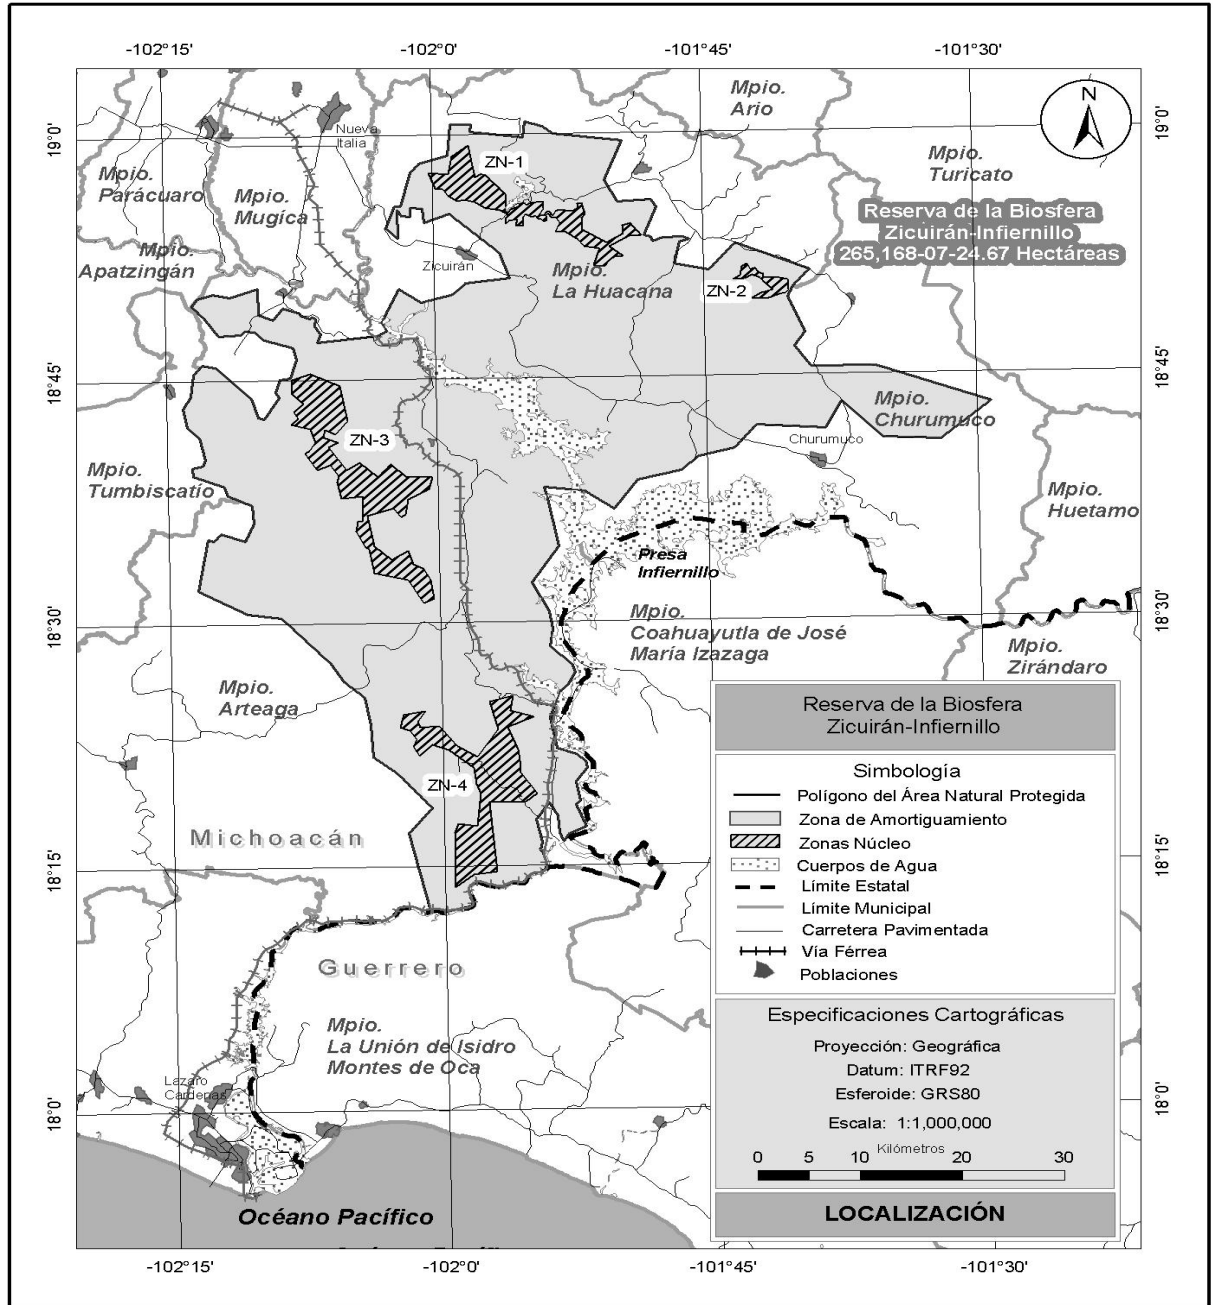 -102°15'
-102°0'
-101°45'
-101°30'
19°0'
18°45'
18°30'
18°15'
18°0'
19°0'
18°45'
18°30'
18°15'
18°0'
N
Mpio.
Ario
Nueva
Italia
ZN-1
Mpio.
Parácuaro
Mpio.
Mugica
Mpio.
Turicato
Reserva de la Biosfera
Zicuirán-Infiernillo
265,168-07-24.67 Hectáreas
Mpio.
Apatzingán
Zicuirán
Mpio.
La Huacana
ZN-2
Mpio.
Churumuco
ZN-3
Churumuco
Mpio.
Tumbiscatío
Mpio.
Huetamo
Presa
Infiernillo
Mpio.
Coahuayutla de José
María Izazaga
Mpio.
Zirándaro
Mpio.
Arteaga
ZN-4
Michoacán
Guerrero
Mpio.
La Unión de Isidro
Montes de Oca
Lazaro
Cardenas
Océano Pacífico
Reserva de la Biosfera
Zicuirán-Infiernillo
Simbología
Polígono del Área Natural Protegida
Zona de Amortiguamiento
Zonas Núcleo
Cuerpos de Agua
Límite Estatal
Límite Municipal
Carretera Pavimentada
Vía Férrea
Poblaciones
Especificaciones Cartográficas
Proyección: Geográfica
Datum: ITRF92
Esferoide: GRS80
Escala: 1:1,000,000
Kilómetros
0 5 10 20 30
LOCALIZACIÓN
-102°15'
-102°0'
-101°45'
-101°30'